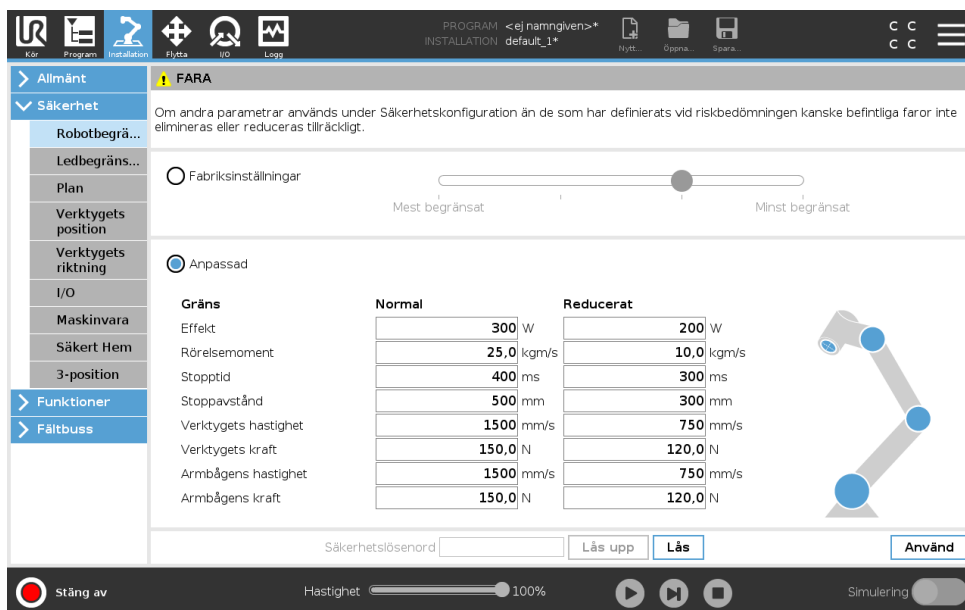 UR
Kör
Program
Installation
Flytta
I/O
Logg
PROGRAM <ej namngiven>*
INSTALLATION default_1*
Nytt...
Öppna...
Spara...
C C
C C
Allmänt
Säkerhet
Robotbegrä...
Ledbegräns...
Plan
Verktygets
position
Verktygets
riktning
I/O
Maskinvara
Säkert Hem
3-position
Funktioner
Fältbuss
FARA
Om andra parametrar används under Säkerhetskonfiguration än de som har definierats vid riskbedömningen kanske befintliga faror inte
elimineras eller reduceras tillräckligt.
Fabriksinställningar
Mest begränsat
Minst begränsat
Anpassad
Gräns Normal Reducerat
Effekt 300 W 200 W
Rörelsemoment 25,0 kgm/s 10,0 kgm/s
Stopptid 400 ms 300 ms
Stoppavstånd 500 mm 300 mm
Verktygets hastighet 1500 mm/s 750 mm/s
Verktygets kraft 150,0 N 120,0 N
Armbågens hastighet 1500 mm/s 750 mm/s
Armbågens kraft 150,0 N 120,0 N
Säkerhetslösenord Lås upp Lås Använd
Stäng av Hastighet 100% Simulering